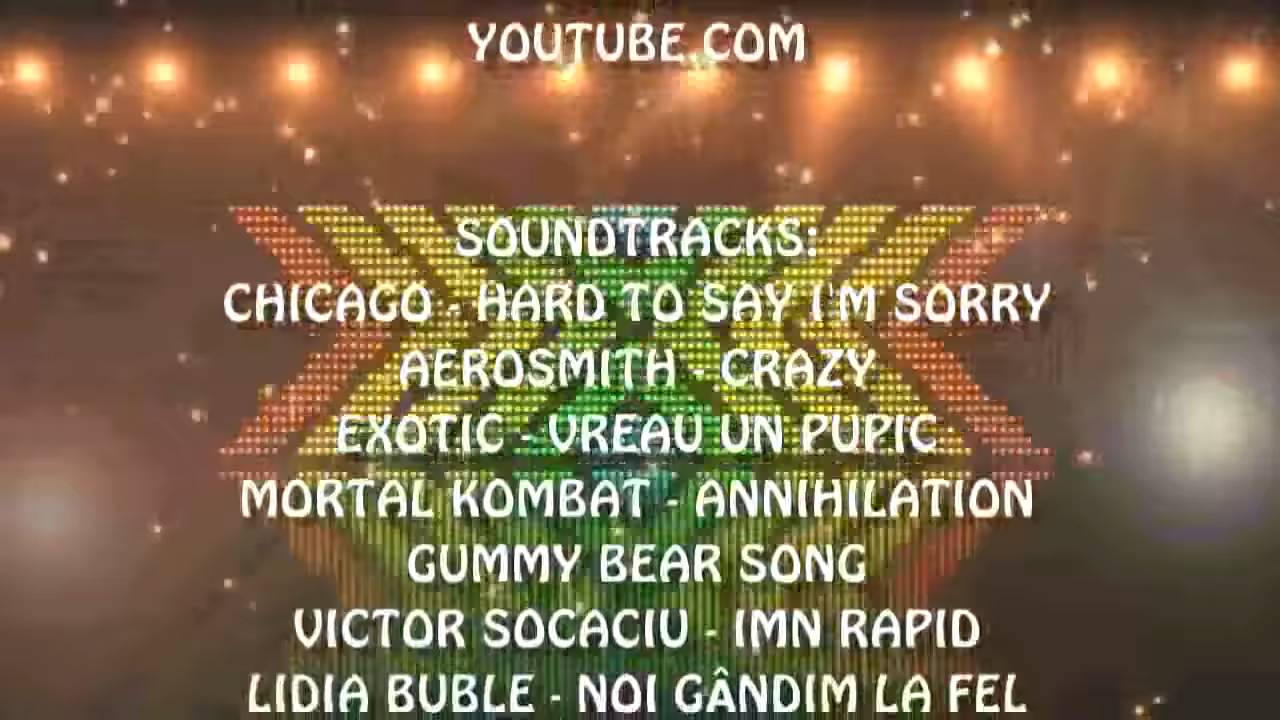 YOUTUBE.COM
SOUNDTRACKS:
CHICAGO - HARD TO SAY I'M SORRY
AEROSMITH - CRAZY
EXOTIC - VREAU UN PUPIC
MORTAL KOMBAT - ANNIHILATION
GUMMY BEAR SONG
VICTOR SOCACIU - IMN RAPID
LIDIA BUBLE - NOI GÂNDIM LA FEL